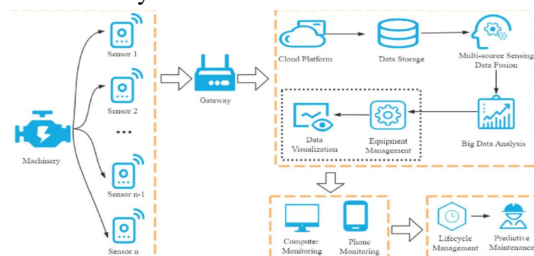 Sensor 1
Sensor 2
...
Machinery
Sensor n-1
Sensor n
Gateway
Cloud Platform
Data Storage
Multi-source Sensing
Data Fusion
Data
Visualization
Equipment
Management
Big Data Analysis
Computer
Monitoring
Phone
Monitoring
Lifecycle
Management
Predictive
Maintenance